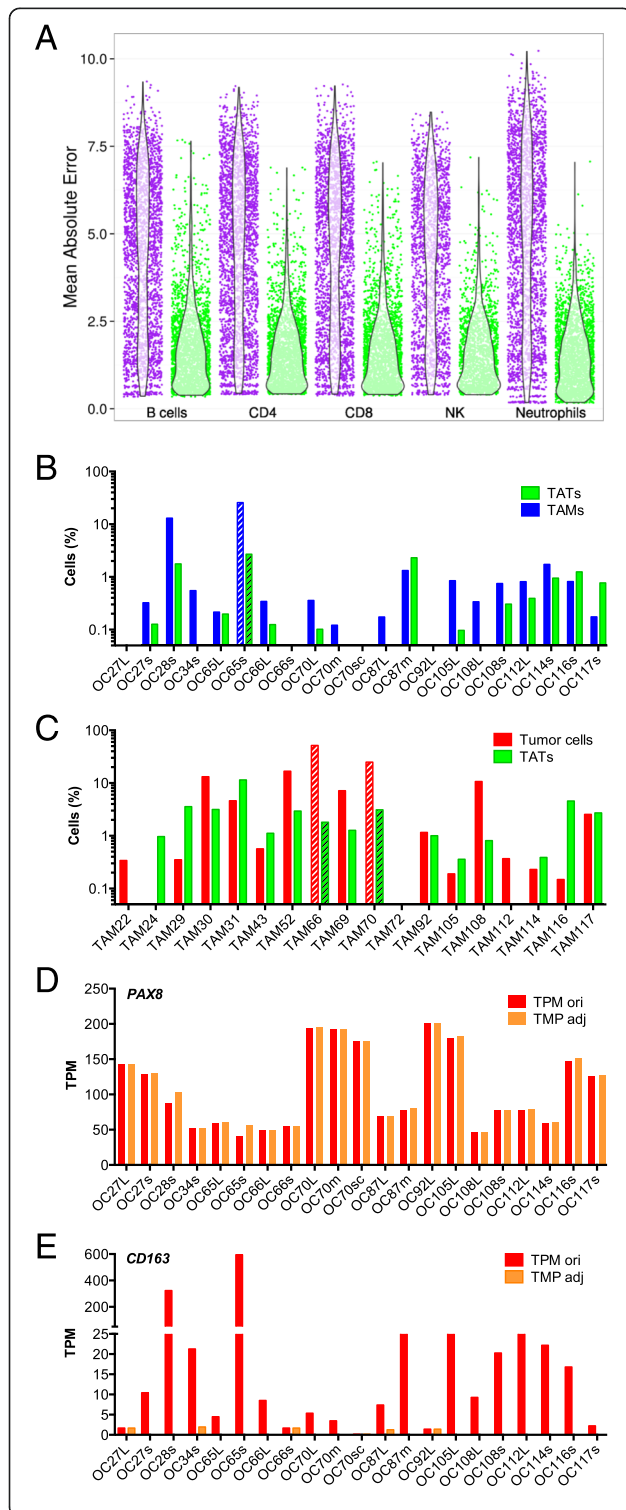 A
Mean Absolute Error
10.0
7.5
5.0
2.5
0.0
B cells CD4 CD8 NK Neutrophils
B
Cells (%)
100
10
1
0.1
TATs
TAMs
OC27L OC27s OC28s OC34s OC65L OC65s OC66L OC66s OC70L OC70m OC70sc OC87L OC87m OC92L OC105L OC108L OC108s OC112L OC114s OC116s OC117s
C
Cells (%)
100
10
1
0.1
Tumor cells
TATs
TAM22 TAM24 TAM29 TAM30 TAM31 TAM43 TAM52 TAM66 TAM69 TAM70 TAM72 TAM92 TAM105 TAM108 TAM112 TAM114 TAM116 TAM117
D
PAX8
TPM
250
200
150
100
50
0
TPM ori
TMP adj
OC27L OC27s OC28s OC34s OC65L OC65s OC66L OC66s OC70L OC70m OC70sc OC87L OC87m OC92L OC105L OC108L OC108s OC112L OC114s OC116s OC117s
E
CD163
TPM
600
400
200
25
20
15
10
5
0
TPM ori
TMP adj
OC27L OC27s OC28s OC34s OC65L OC65s OC66L OC66s OC70L OC70m OC70sc OC87L OC87m OC92L OC105L OC108L OC108s OC112L OC114s OC116s OC117s